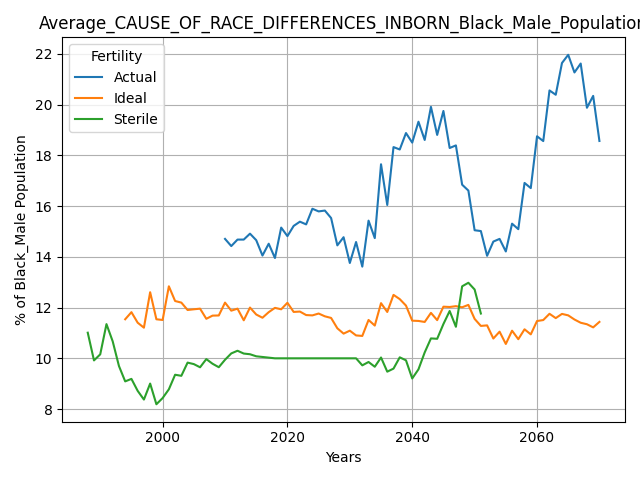 Average_CAUSE_OF_RACE_DIFFERENCES_INBORN_Black_Male_Population
Fertility
Actual
Ideal
Sterile
% of Black_Male Population
22
20
18
16
14
12
10
8
2000
2020
2040
2060
Years